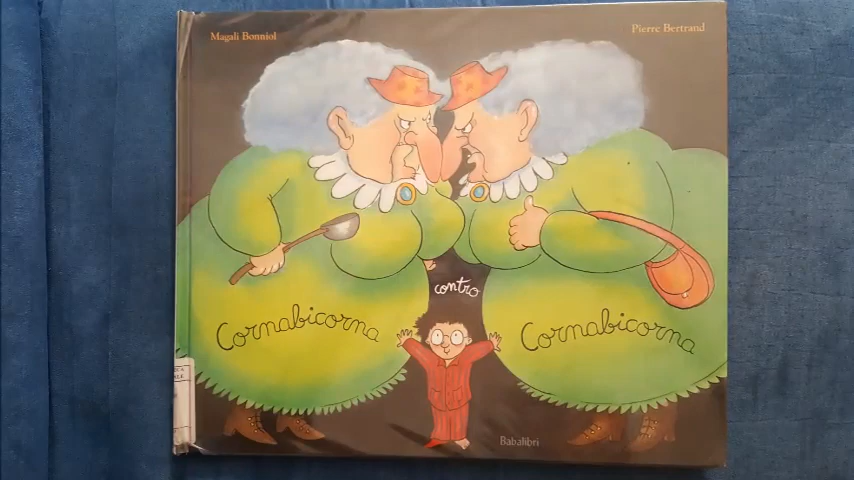 Magali Bonniol
Pierre Bertrand
contro
Cornabicorna
Cornabicorna
Babalibri